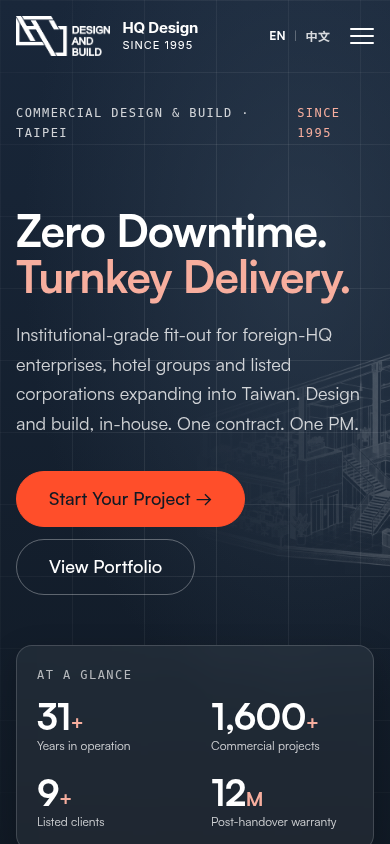 DESIGN
AND
BUILD
HQ Design
SINCE 1995
EN | 中文
COMMERCIAL DESIGN & BUILD ·
TAIPEI
SINCE
1995
Zero Downtime.
Turnkey Delivery.
Institutional-grade fit-out for foreign-HQ
enterprises, hotel groups and listed
corporations expanding into Taiwan. Design
and build, in-house. One contract. One PM.
Start Your Project →
View Portfolio
AT A GLANCE
31+
Years in operation
1,600+
Commercial projects
9+
Listed clients
12M
Post-handover warranty